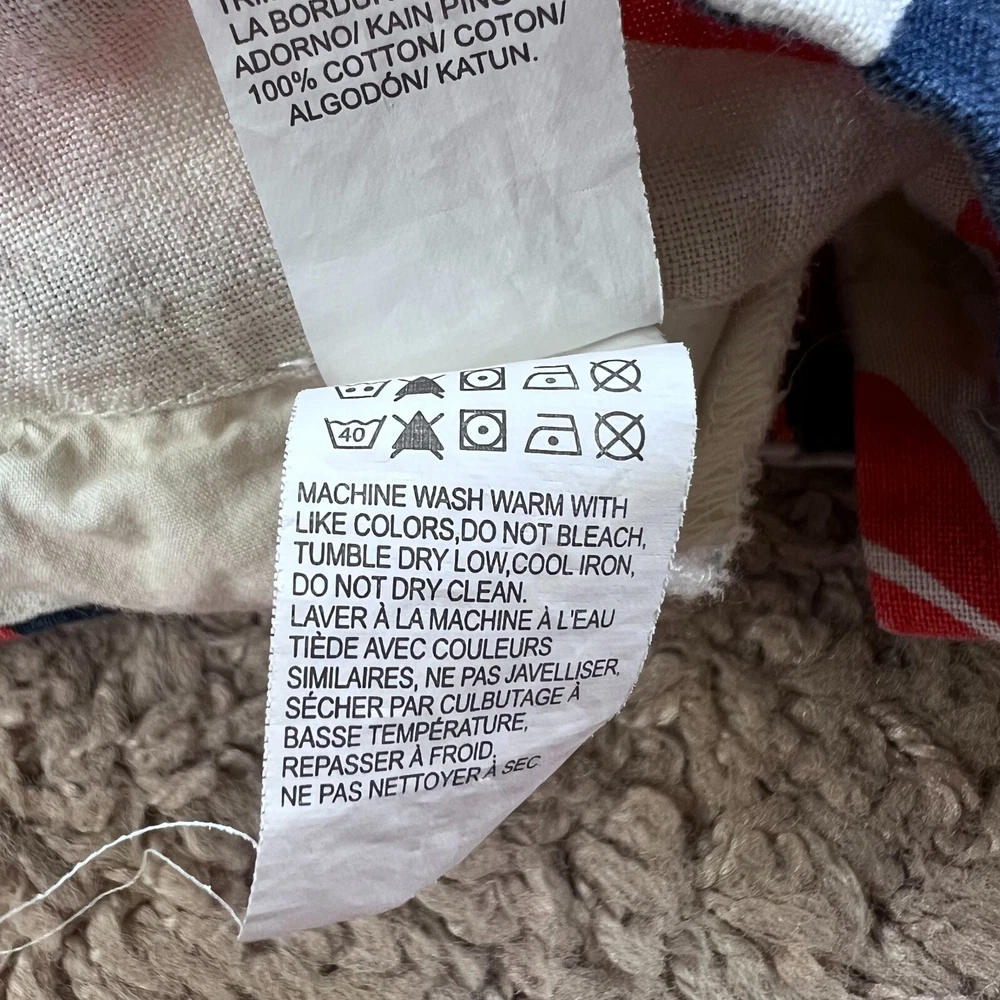 LA BORDU
ADORNO/ KAIN PING
100% COTTON/ COTON/
ALGODÓN/ KATUN.
40
MACHINE WASH WARM WITH
LIKE COLORS,DO NOT BLEACH,
TUMBLE DRY LOW,COOL IRON,
DO NOT DRY CLEAN.
LAVER À LA MACHINE À L'EAU
TIÈDE AVEC COULEURS
SIMILAIRES, NE PAS JAVELLISER,
SÉCHER PAR CULBUTAGE À
BASSE TEMPÉRATURE,
REPASSER À FROID,
NE PAS NETTOYER À SEC